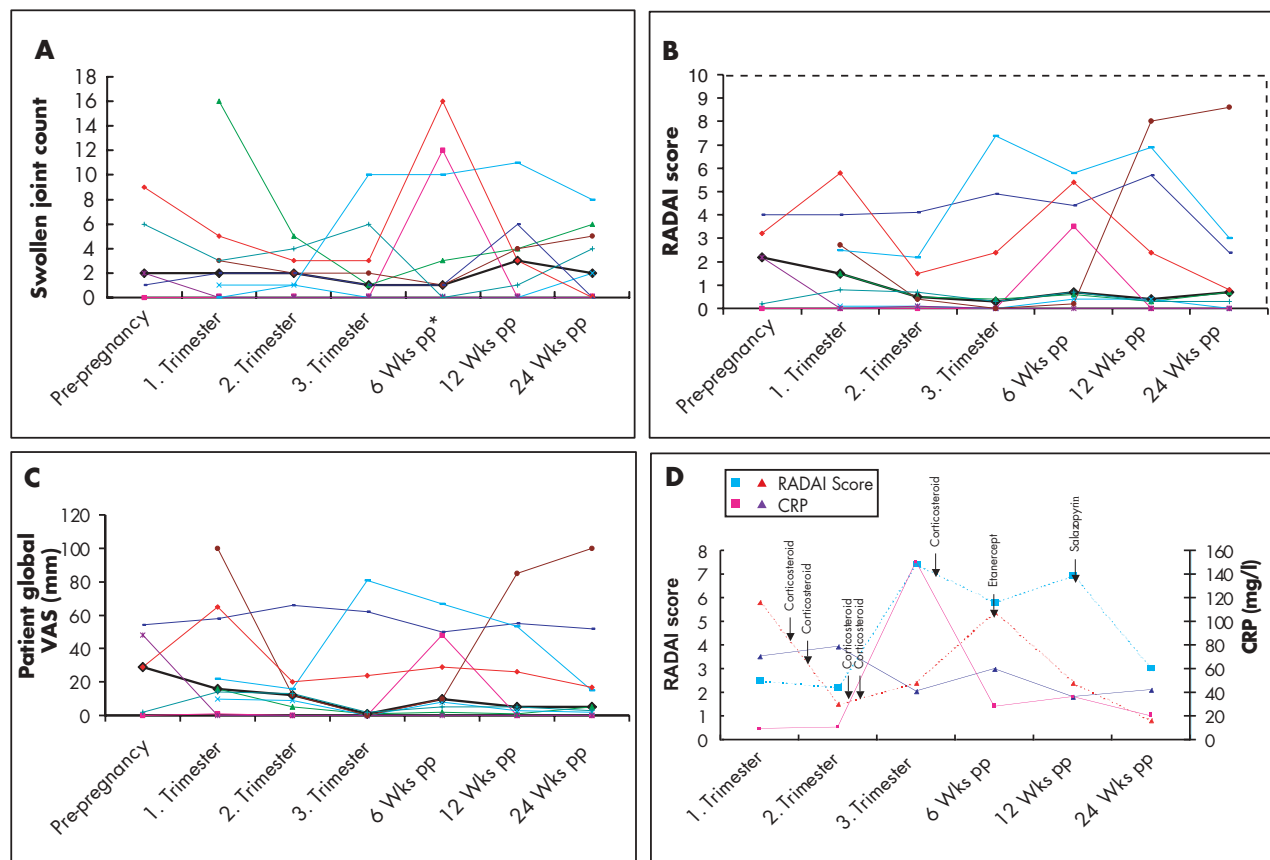 A
Swollen joint count
18
16
14
12
10
8
6
4
2
0
Pre-pregnancy
1. Trimester
2. Trimester
3. Trimester
6 Wks pp*
12 Wks pp
24 Wks pp
B
RADAI score
10
9
8
7
6
5
4
3
2
1
0
Pre-pregnancy
1. Trimester
2. Trimester
3. Trimester
6 Wks pp
12 Wks pp
24 Wks pp
C
Patient global
VAS (mm)
120
100
80
60
40
20
0
Pre-pregnancy
1. Trimester
2. Trimester
3. Trimester
6 Wks pp
12 Wks pp
24 Wks pp
D
RADAI Score
CRP
RADAI score
8
7
6
5
4
3
2
1
0
Corticosteroid
Corticosteroid
Corticosteroid
Corticosteroid
Corticosteroid
Etanercept
Salazopyrin
160
140
120
100
80
60
40
20
0
CRP (mg/l)
1. Trimester
2. Trimester
3. Trimester
6 Wks pp
12 Wks pp
24 Wks pp